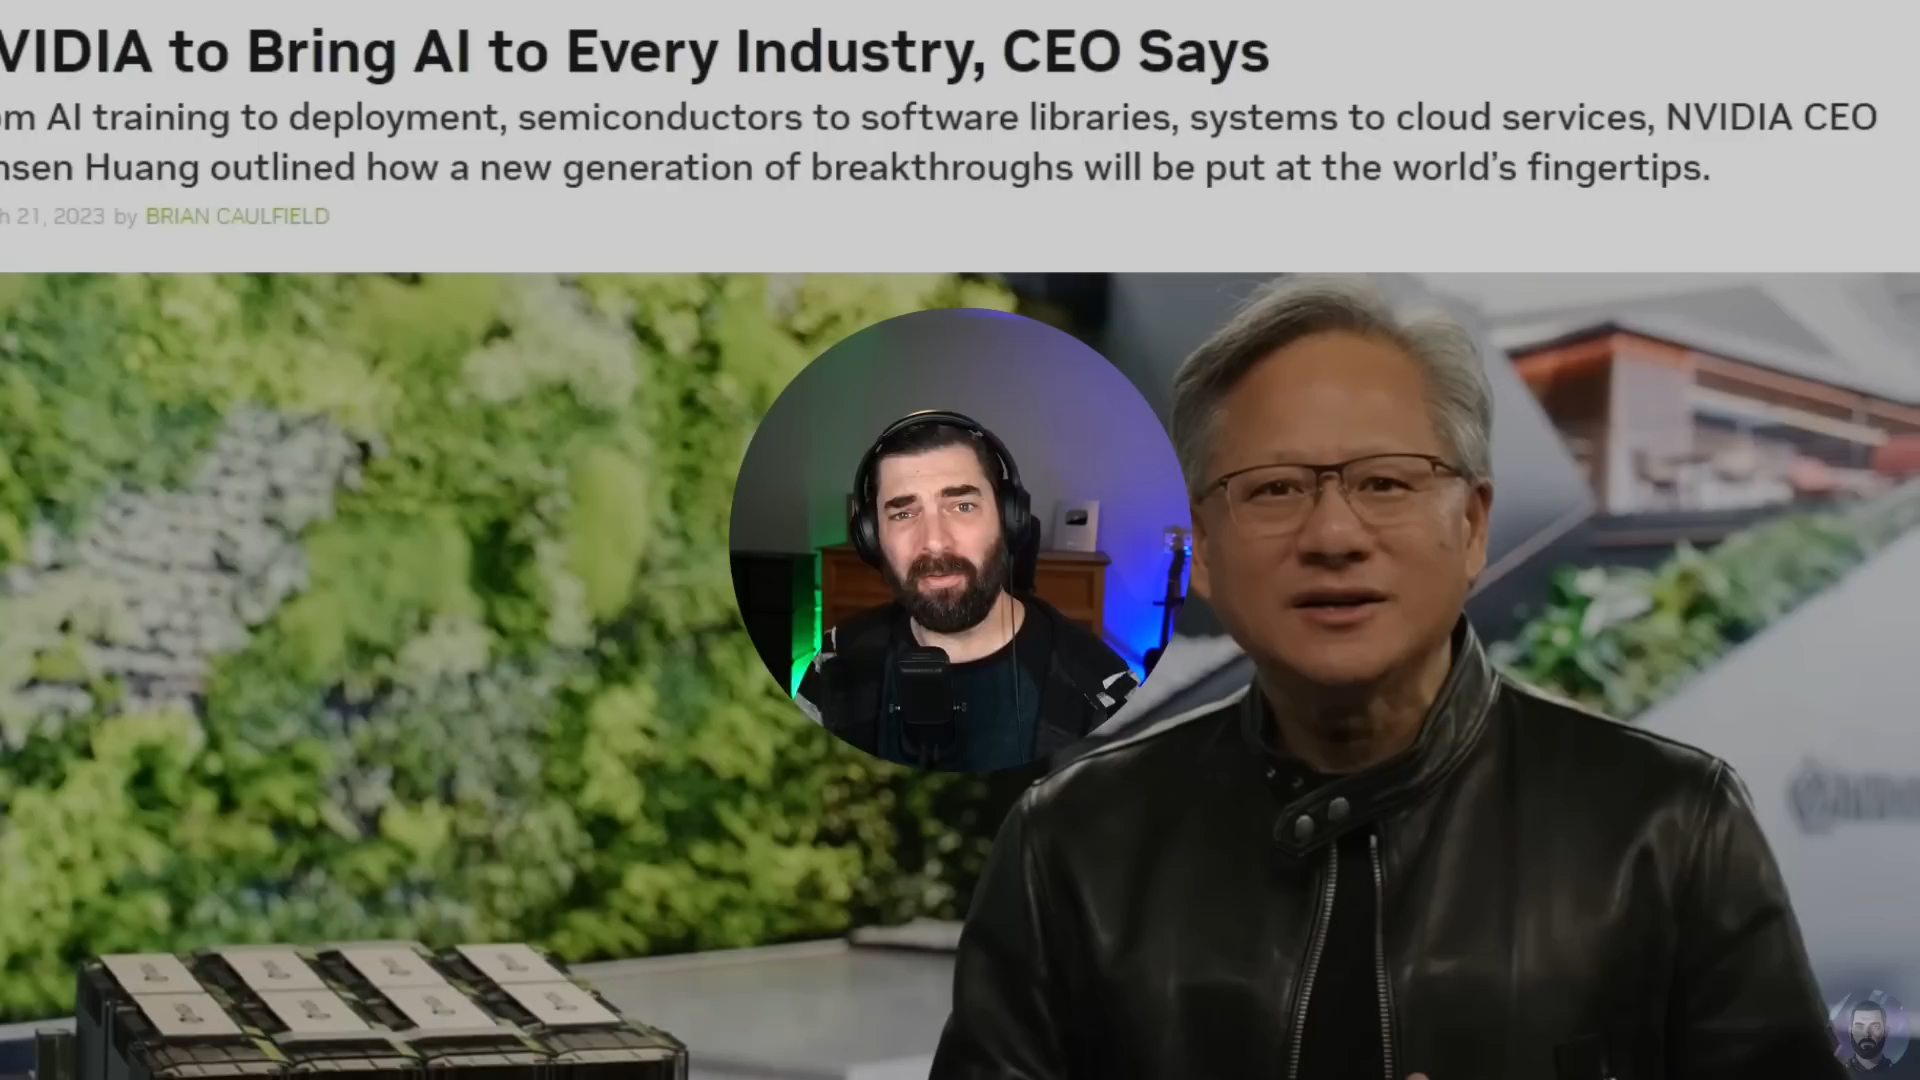 VIDIA to Bring AI to Every Industry, CEO Says
om AI training to deployment, semiconductors to software libraries, systems to cloud services, NVIDIA CEO
nsen Huang outlined how a new generation of breakthroughs will be put at the world's fingertips.
h 21, 2023 by BRIAN CAULFIELD